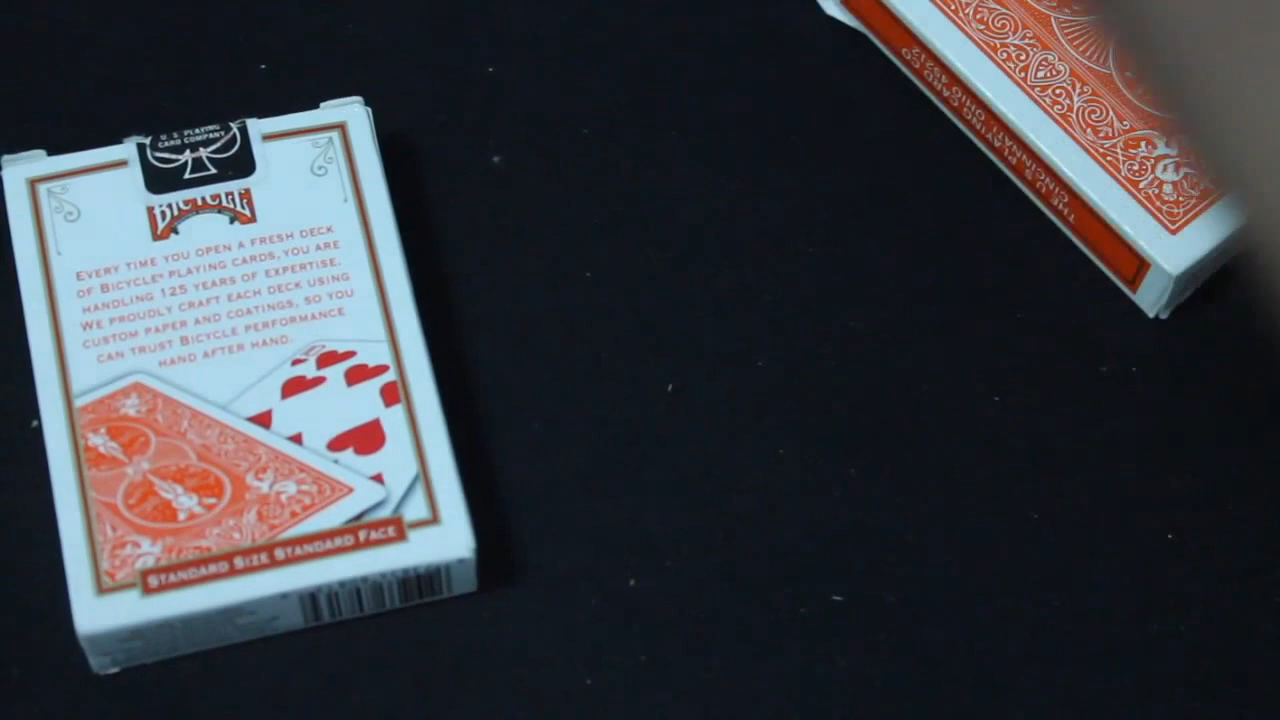 U.S. PLAYING
CARD COMPANY
BICYCLE
EVERY TIME YOU OPEN A FRESH DECK
OF BICYCLE® PLAYING CARDS, YOU ARE
HANDLING 125 YEARS OF EXPERTISE.
WE PROUDLY CRAFT EACH DECK USING
CUSTOM PAPER AND COATINGS, SO YOU
CAN TRUST BICYCLE PERFORMANCE
HAND AFTER HAND.
STANDARD SIZE STANDARD FACE
THE
U.S. PLAYING CARD CO
CINCINNATI, OHIO 45212